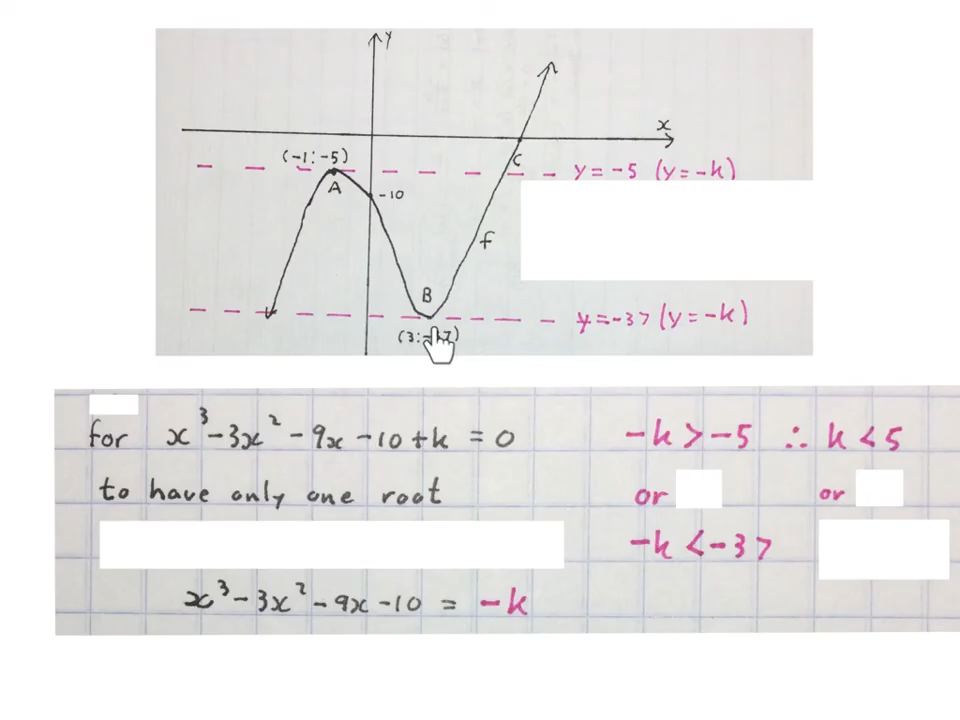 y
x
(-1;-5)
A
-10
C
y = -5 (y = -k)
f
B
y = -37 (y = -k)
for x³ - 3x² - 9x - 10 + k = 0
to have only one root
x³ - 3x² - 9x - 10 = -k
-k > -5 ∴ k < 5
or or
-k < -37